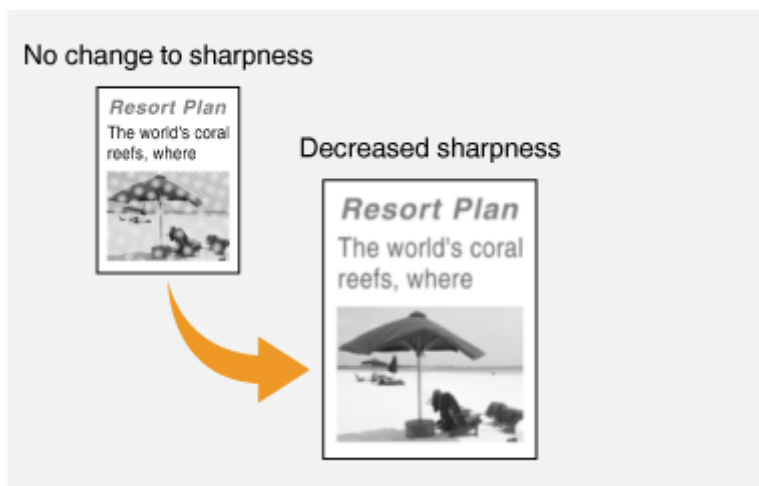 No change to sharpness
Resort Plan
The world's coral
reefs, where
Decreased sharpness
Resort Plan
The world's coral
reefs, where